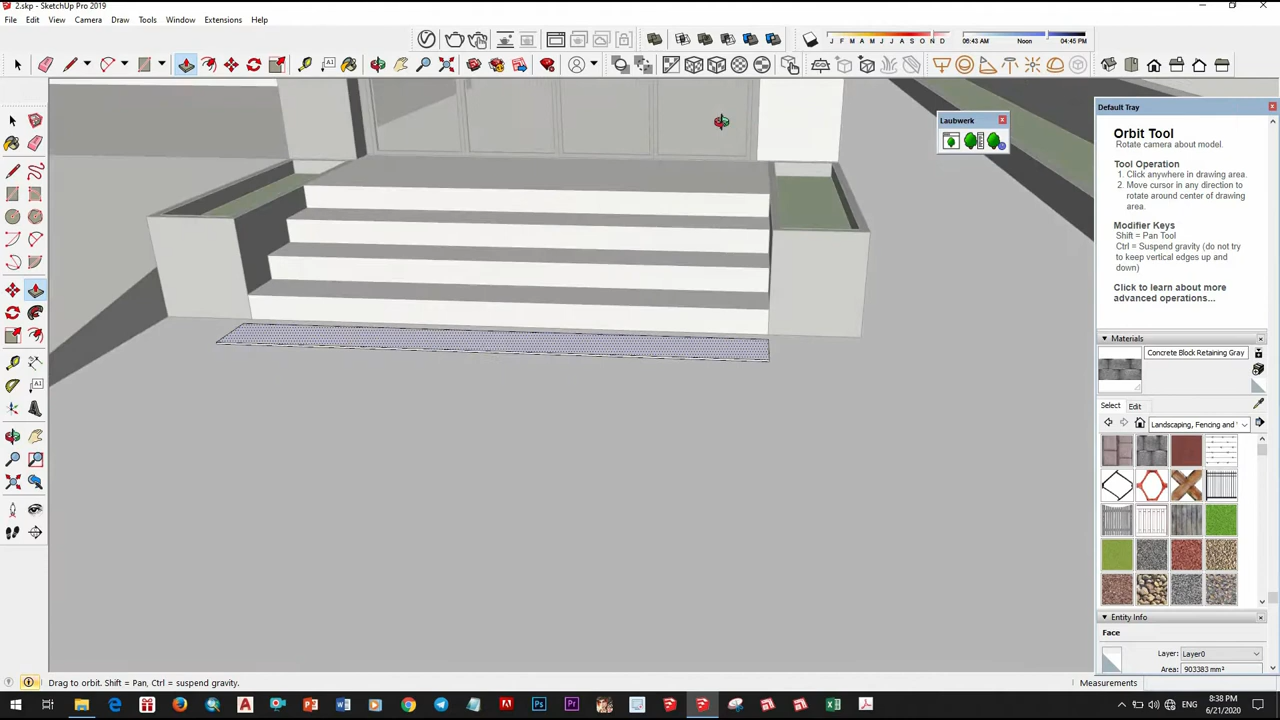 2.skp - SketchUp Pro 2019
File Edit View Camera Draw Tools Window Extensions Help
J F M A M J J A S O N D
06:43 AM Noon 04:45 PM
Laubwerk
Default Tray
Orbit Tool
Rotate camera about model.
Tool Operation
1. Click anywhere in drawing area.
2. Move cursor in any direction to
rotate around center of drawing
area.
Modifier Keys
Shift = Pan Tool
Ctrl = Suspend gravity (do not try
to keep vertical edges up and
down)
Click to learn about more
advanced operations...
Materials
Concrete Block Retaining Gray
Select Edit
Landscaping, Fencing and
Entity Info
Face
Layer: Layer0
Area: 903383 mm²
Drag to orbit. Shift = Pan, Ctrl = suspend gravity.
Measurements
ENG
8:38 PM
6/21/2020